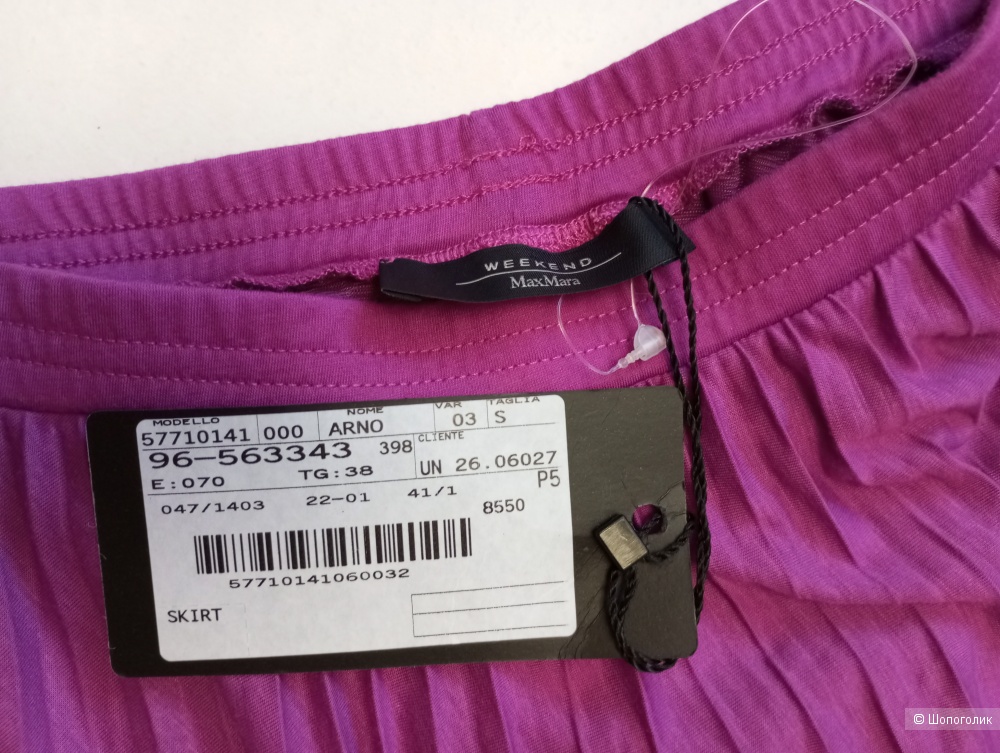 WEEKEND
MaxMara
MODELLO NOME VAR TAGLIA
57710141 000 ARNO 03 S
96-563343 398 CLIENTE
E:070 TG:38 UN 26.06027
P5
047/1403 22-01 41/1 8550
57710141060032
SKIRT
© Шопоголик